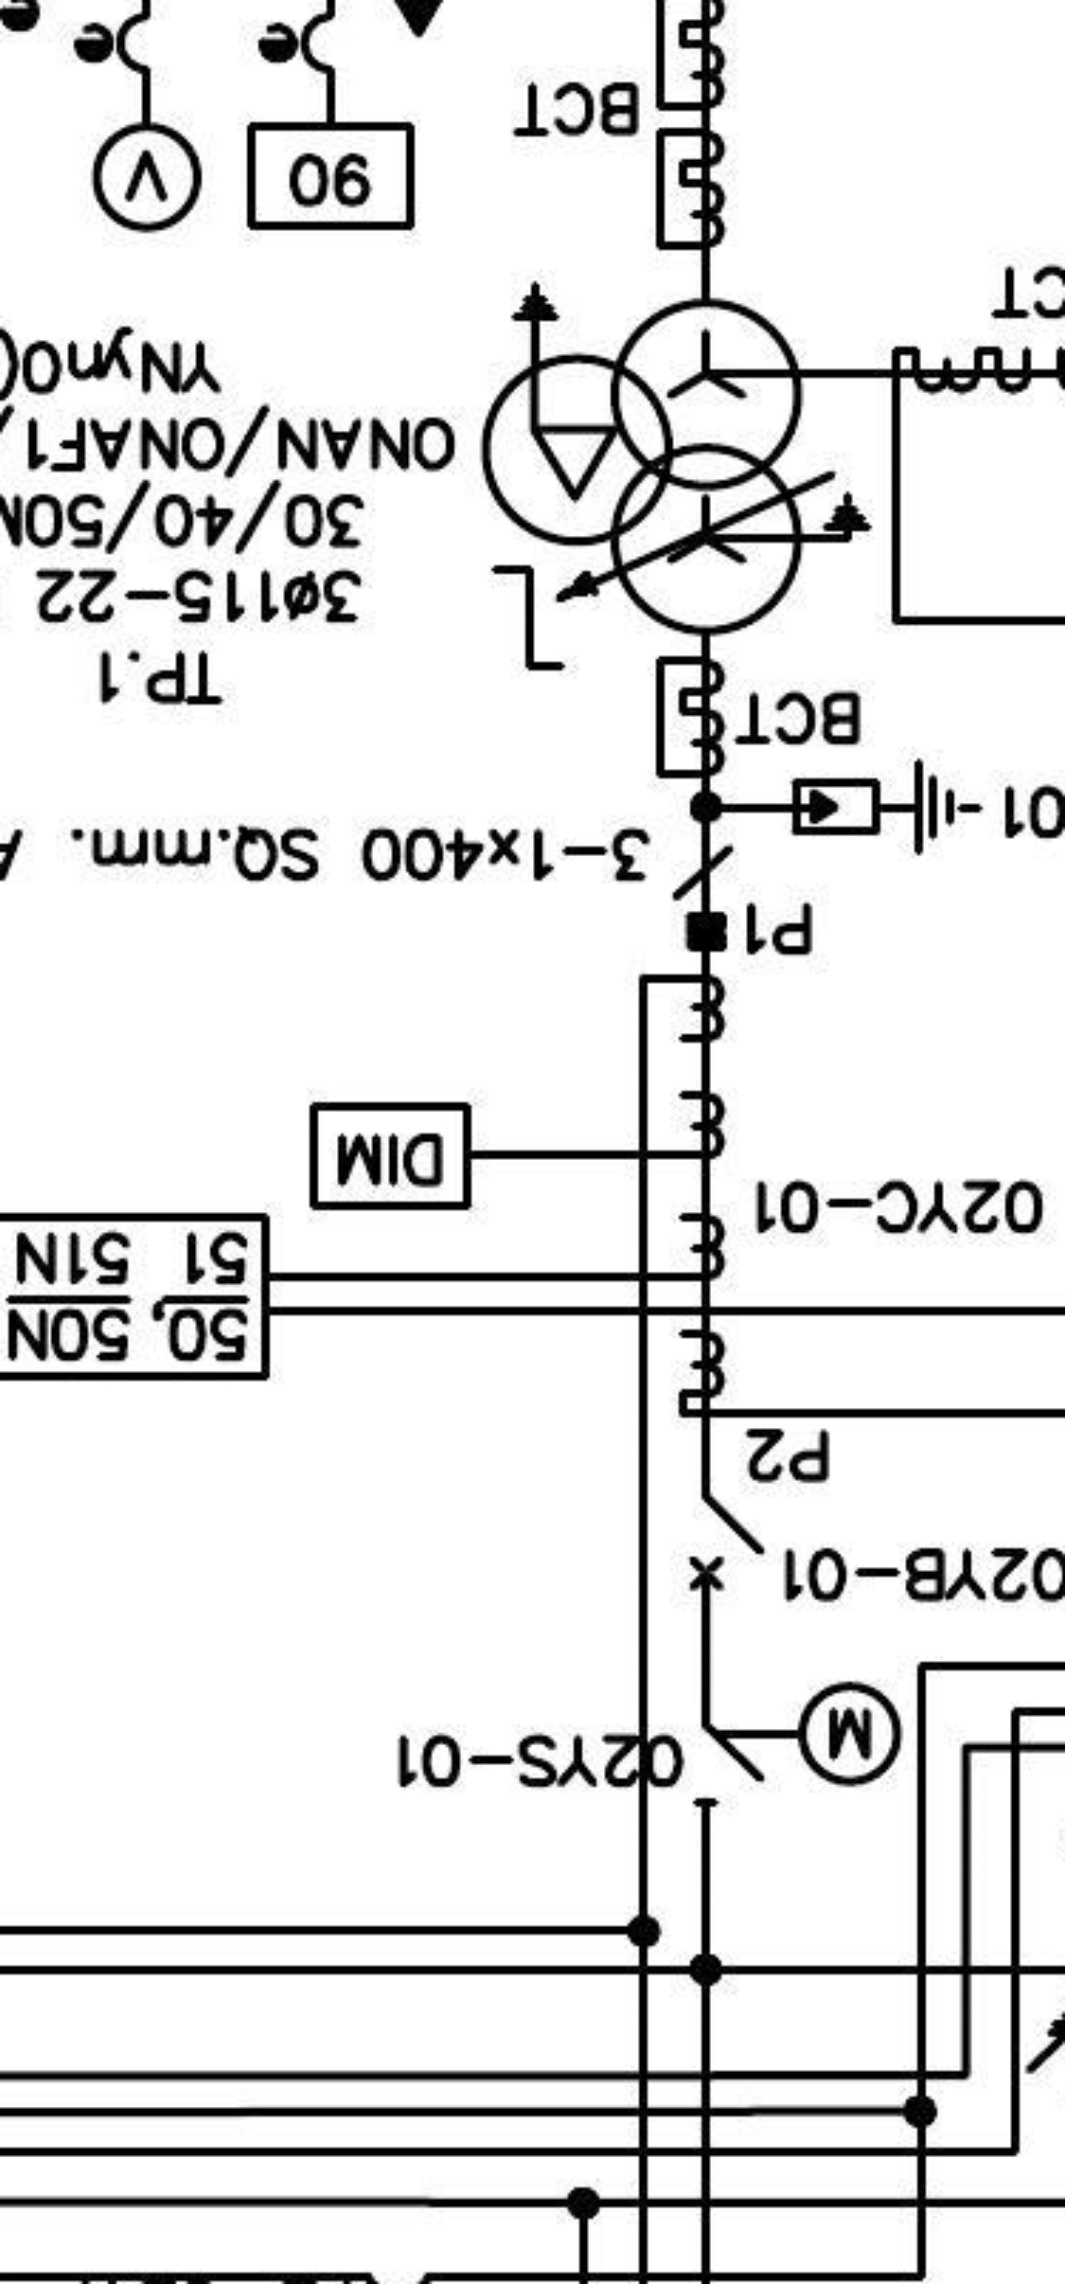 M
02YS-01
02YB-01
P2
50, 50N
51 51N
02YC-01
DIM
P1
3-1x400 SQ.mm. A
01
BCT
TP.1
3ø115-22
30/40/50M
ONAN/ONAF1/
YNyn0(
CT
90
V
BCT
e
e
e